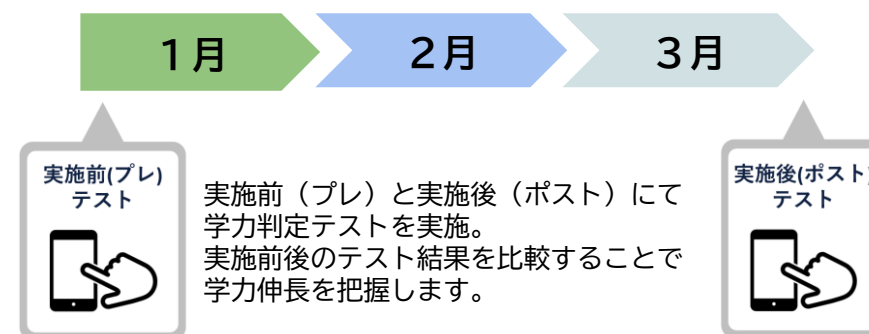 1月
2月
3月
実施前(プレ)
テスト
実施前（プレ）と実施後（ポスト）にて
学力判定テストを実施。
実施前後のテスト結果を比較することで
学力伸長を把握します。
実施後(ポスト)
テスト